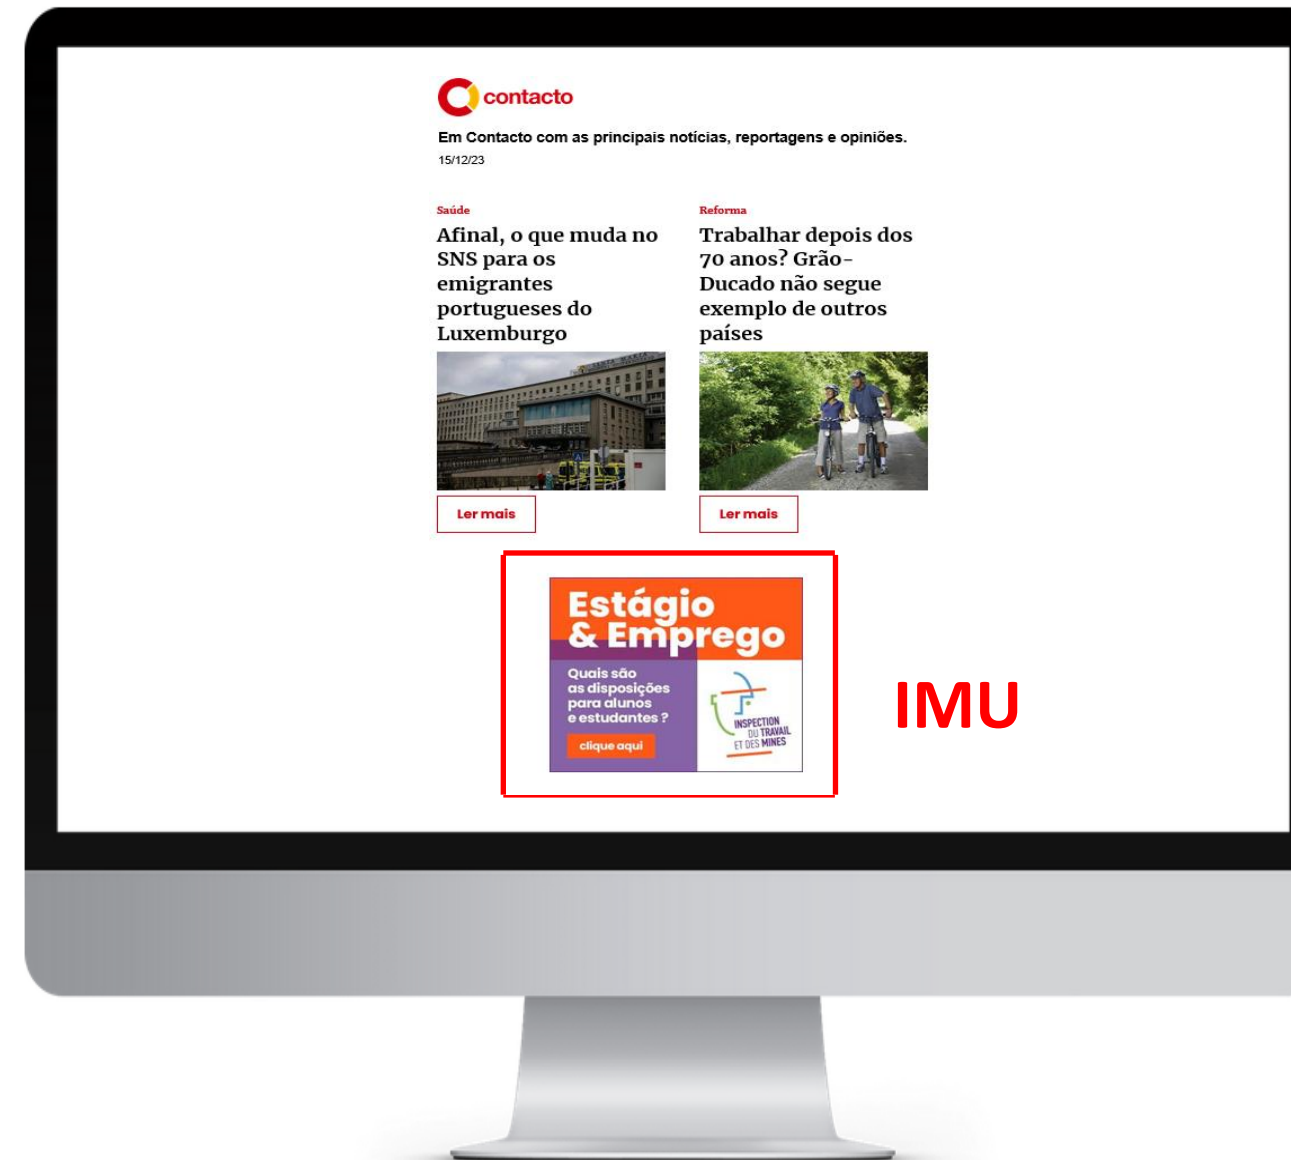 contacto
Em Contacto com as principais notícias, reportagens e opiniões.
15/12/23
Saúde
Afinal, o que muda no
SNS para os
emigrantes
portugueses do
Luxemburgo
Ler mais
Reforma
Trabalhar depois dos
70 anos? Grão-
Ducado não segue
exemplo de outros
países
Ler mais
Estágio
& Emprego
Quais são
as disposições
para alunos
e estudantes ?
clique aqui
INSPECTION
DU TRAVAIL
ET DES MINES
IMU